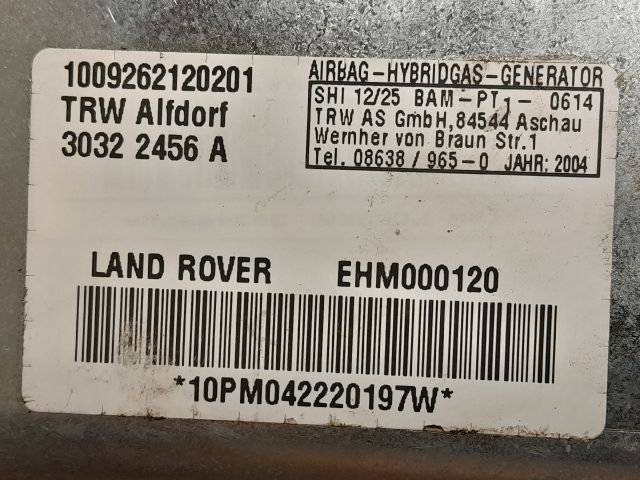 1009262120201
TRW Alfdorf
3032 2456 A
AIRBAG-HYBRIDGAS-GENERATOR
SHI 12/25 BAM-PT1- 0614
TRW AS GmbH,84544 Aschau
Wernher von Braun Str.1
Tel. 08638 / 965-0 JAHR: 2004
LAND ROVER EHM000120
*10PM042220197W*